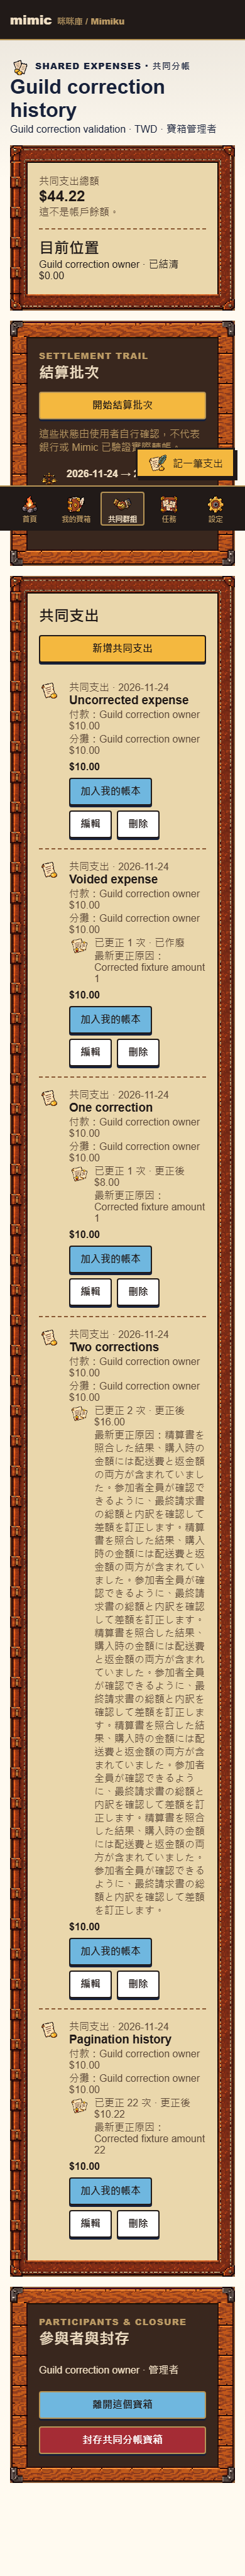 mimic 咪咪庫 / Mimiku
SHARED EXPENSES · 共同分帳
Guild correction
history
Guild correction validation · TWD · 寶箱管理者
共同支出總額
$44.22
這不是帳戶餘額。
目前位置
Guild correction owner · 已結清
$0.00
SETTLEMENT TRAIL
結算批次
開始結算批次
這些狀態由使用者自行確認，不代表
銀行或 Mimic 已驗證實際轉帳。
2026-11-24 →
記一筆支出
首頁
我的寶箱
共同群組
任務
設定
共同支出
新增共同支出
共同支出 · 2026-11-24
Uncorrected expense
付款：Guild correction owner
$10.00
分攤：Guild correction owner
$10.00
$10.00
加入我的帳本
編輯
刪除
共同支出 · 2026-11-24
Voided expense
付款：Guild correction owner
$10.00
分攤：Guild correction owner
$10.00
已更正 1 次 · 已作廢
最新更正原因：
Corrected fixture amount
1
$10.00
加入我的帳本
編輯
刪除
共同支出 · 2026-11-24
One correction
付款：Guild correction owner
$10.00
分攤：Guild correction owner
$10.00
已更正 1 次 · 更正後
$8.00
最新更正原因：
Corrected fixture amount
1
$10.00
加入我的帳本
編輯
刪除
共同支出 · 2026-11-24
Two corrections
付款：Guild correction owner
$10.00
分攤：Guild correction owner
$10.00
已更正 2 次 · 更正後
$16.00
最新更正原因：精算書を
照合した結果、購入時の
金額には配送費と返金額
の両方が含まれていまし
た。参加者全員が確認で
きるように、最終請求書
の総額と内訳を確認して
差額を訂正します。精算
書を照合した結果、購入
時の金額には配送費と返
金額の両方が含まれてい
ました。参加者全員が確
認できるように、最終請
求書の総額と内訳を確認
して差額を訂正します。
精算書を照合した結果、
購入時の金額には配送費
と返金額の両方が含まれ
ていました。参加者全員
が確認できるように、最
終請求書の総額と内訳を
確認して差額を訂正しま
す。精算書を照合した結
果、購入時の金額には配
送費と返金額の両方が含
まれていました。参加者
全員が確認できるよう
に、最終請求書の総額と
内訳を確認して差額を訂
正します。精算書を照合
した結果、購入時の金額
には配送費と返金額の両
方が含まれていました。
参加者全員が確認できる
ように、最終請求書の総
額と内訳を確認して差額
を訂正します。
$10.00
加入我的帳本
編輯
刪除
共同支出 · 2026-11-24
Pagination history
付款：Guild correction owner
$10.00
分攤：Guild correction owner
$10.00
已更正 22 次 · 更正後
$10.22
最新更正原因：
Corrected fixture amount
22
$10.00
加入我的帳本
編輯
刪除
PARTICIPANTS & CLOSURE
參與者與封存
Guild correction owner · 管理者
離開這個寶箱
封存共同分帳寶箱